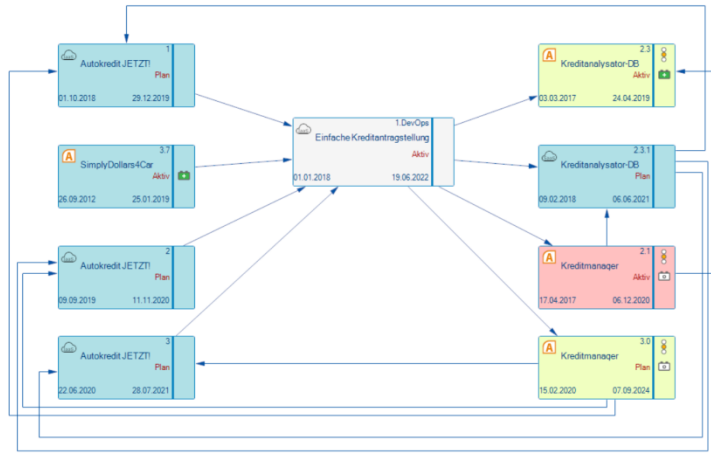 1
Autokredit JETZT!
Plan
01.10.2018 29.12.2019
3.7
SimplyDollars4Car
Aktiv
26.09.2012 25.01.2019
2
Autokredit JETZT!
Plan
09.09.2019 11.11.2020
3
Autokredit JETZT!
Plan
22.06.2020 28.07.2021
1.DevOps
Einfache Kreditantragstellung
Aktiv
01.01.2018 19.06.2022
A 2.3
Kreditanalysator-DB
Aktiv
03.03.2017 24.04.2019
2.3.1
Kreditanalysator-DB
Plan
09.02.2018 06.06.2021
2.1
Kreditmanager
Aktiv
17.04.2017 06.12.2020
3.0
Kreditmanager
Plan
15.02.2020 07.09.2024